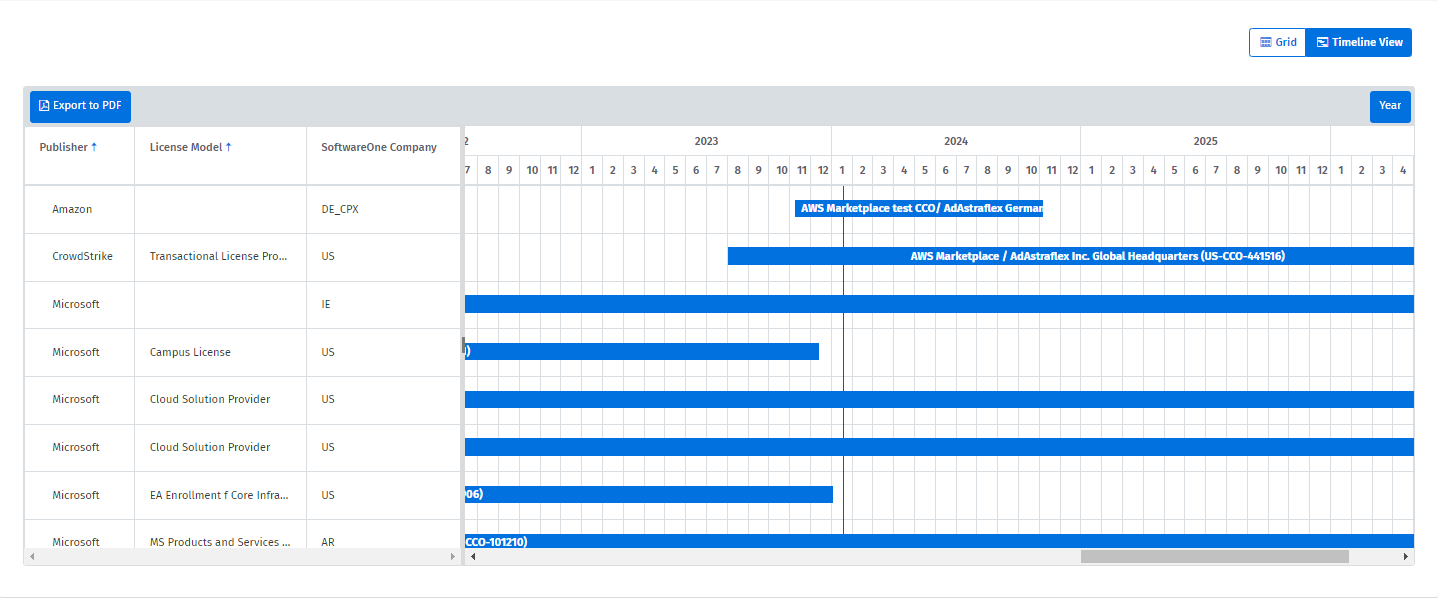 Grid Timeline View
Export to PDF Year
Publisher ↑ License Model ↑ SoftwareOne Company
2023 2024 2025
7 8 9 10 11 12 1 2 3 4 5 6 7 8 9 10 11 12 1 2 3 4 5 6 7 8 9 10 11 12 1 2 3 4 5 6 7 8 9 10 11 12 1 2 3 4
Amazon DE_CPX AWS Marketplace test CCO/ AdAstraflex German
CrowdStrike Transactional License Pro... US AWS Marketplace / AdAstraflex Inc. Global Headquarters (US-CCO-441516)
Microsoft IE
Microsoft Campus License US )
Microsoft Cloud Solution Provider US
Microsoft Cloud Solution Provider US
Microsoft EA Enrollment f Core Infra... US 06)
Microsoft MS Products and Services ... AR CCO-101210)